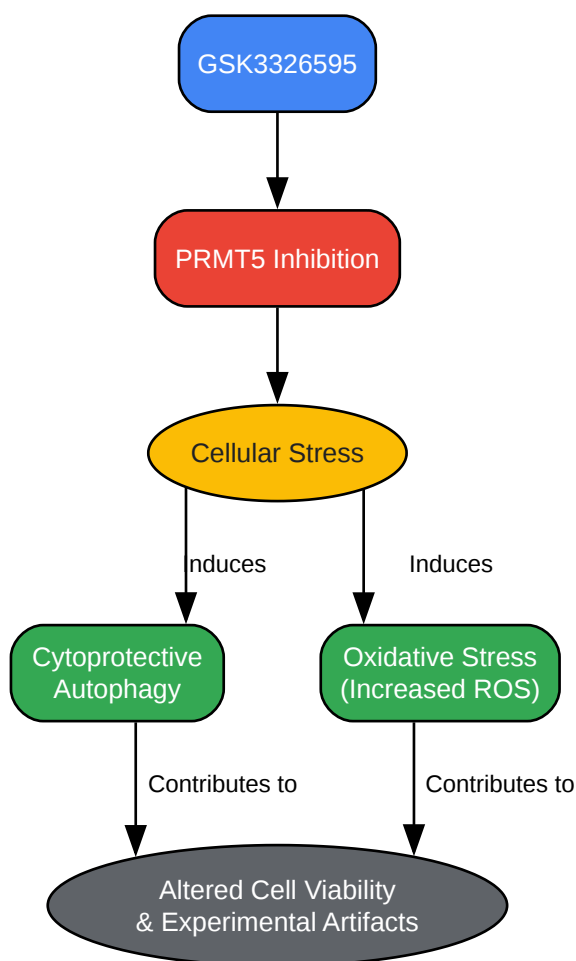 GSK3326595
PRMT5 Inhibition
Cellular Stress
Induces
Induces
Cytoprotective
Autophagy
Oxidative Stress
(Increased ROS)
Contributes to
Contributes to
Altered Cell Viability
& Experimental Artifacts